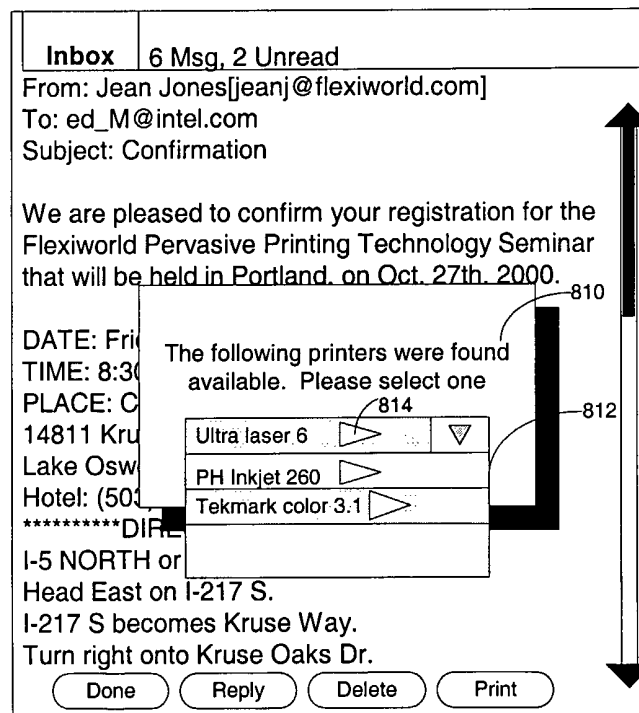 Inbox 6 Msg, 2 Unread
From: Jean Jones[jeanj@flexiworld.com]
To: ed_M@intel.com
Subject: Confirmation
We are pleased to confirm your registration for the
Flexiworld Pervasive Printing Technology Seminar
that will be held in Portland, on Oct. 27th, 2000.
810
DATE: Fri
TIME: 8:30
PLACE: C
14811 Kru
Lake Osw
Hotel: (503)
**********DIRE
I-5 NORTH or
Head East on I-217 S.
I-217 S becomes Kruse Way.
Turn right onto Kruse Oaks Dr.
The following printers were found
available. Please select one
814
812
Ultra laser 6
PH Inkjet 260
Tekmark color 3.1
Done Reply Delete Print